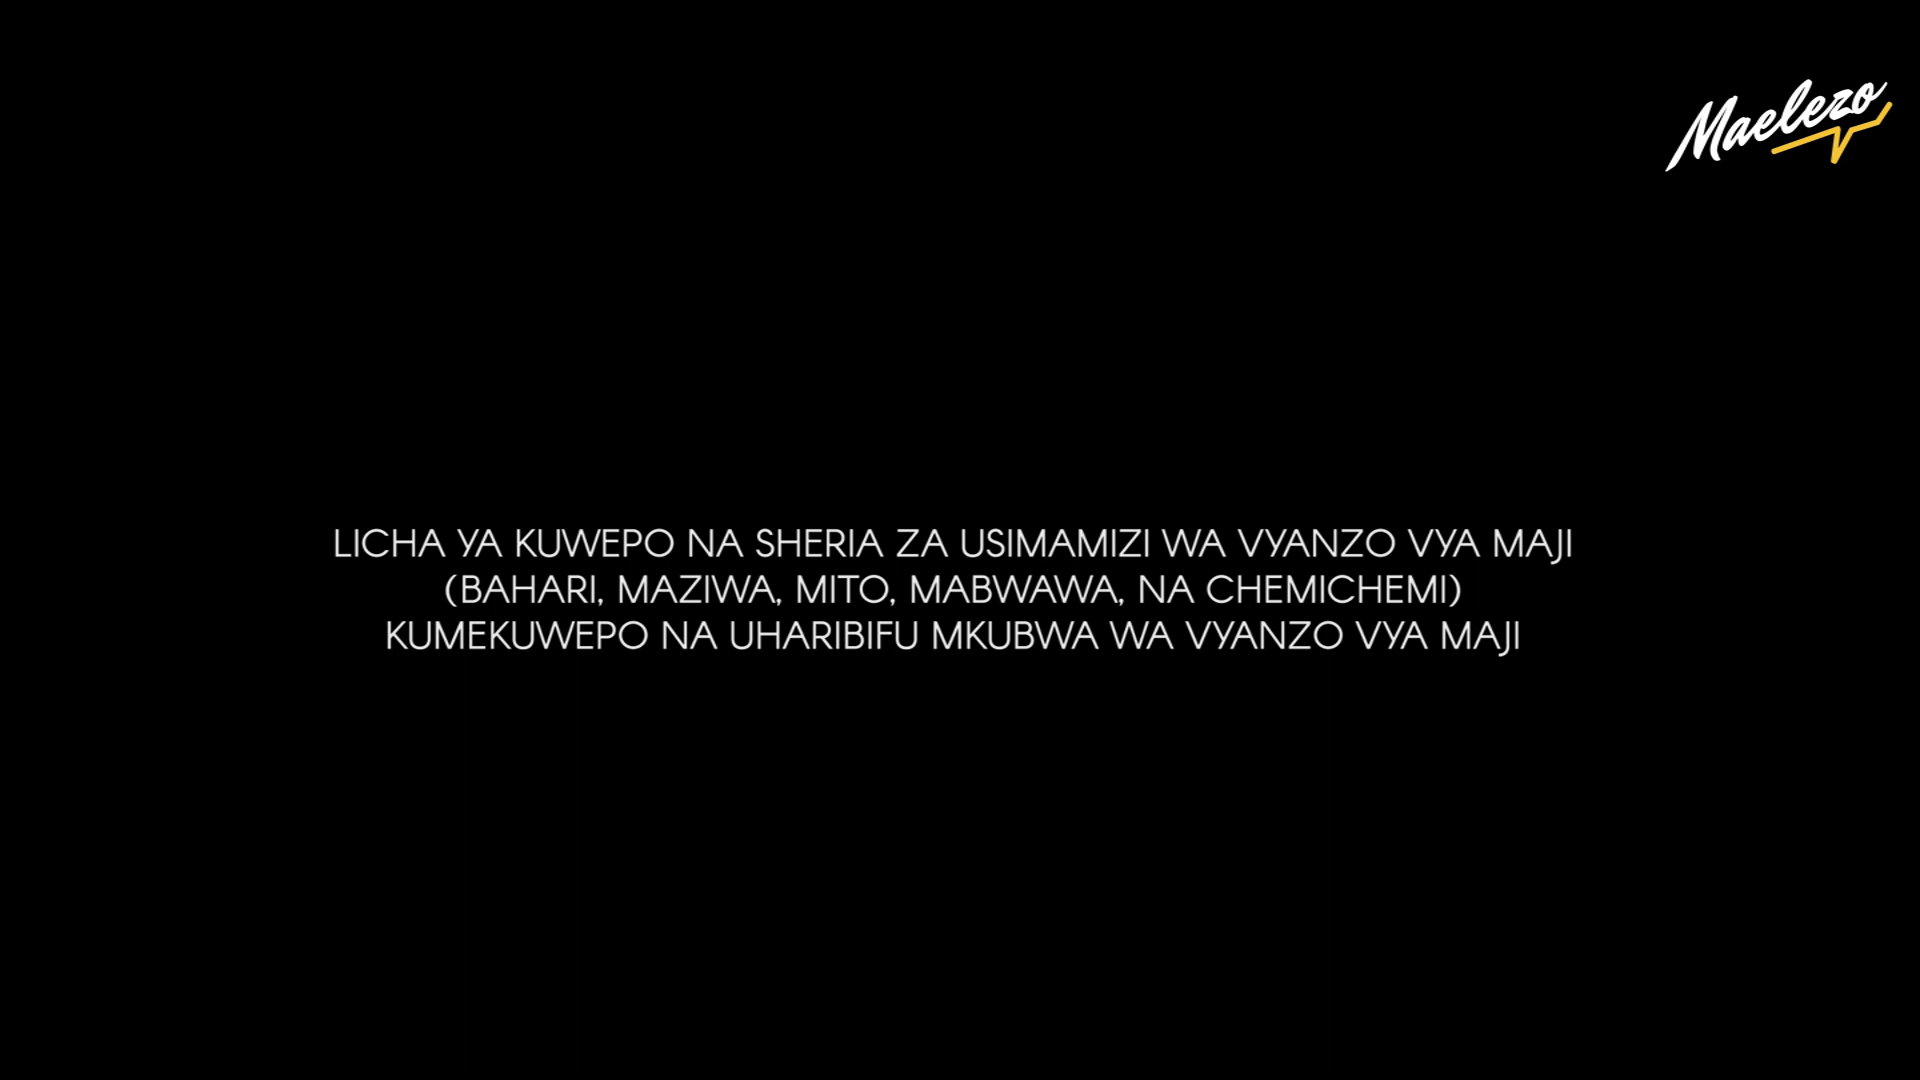 Maelezo
LICHA YA KUWEPO NA SHERIA ZA USIMAMIZI WA VYANZO VYA MAJI
(BAHARI, MAZIWA, MITO, MABWAWA, NA CHEMICHEMI)
KUMEKUWEPO NA UHARIBIFU MKUBWA WA VYANZO VYA MAJI